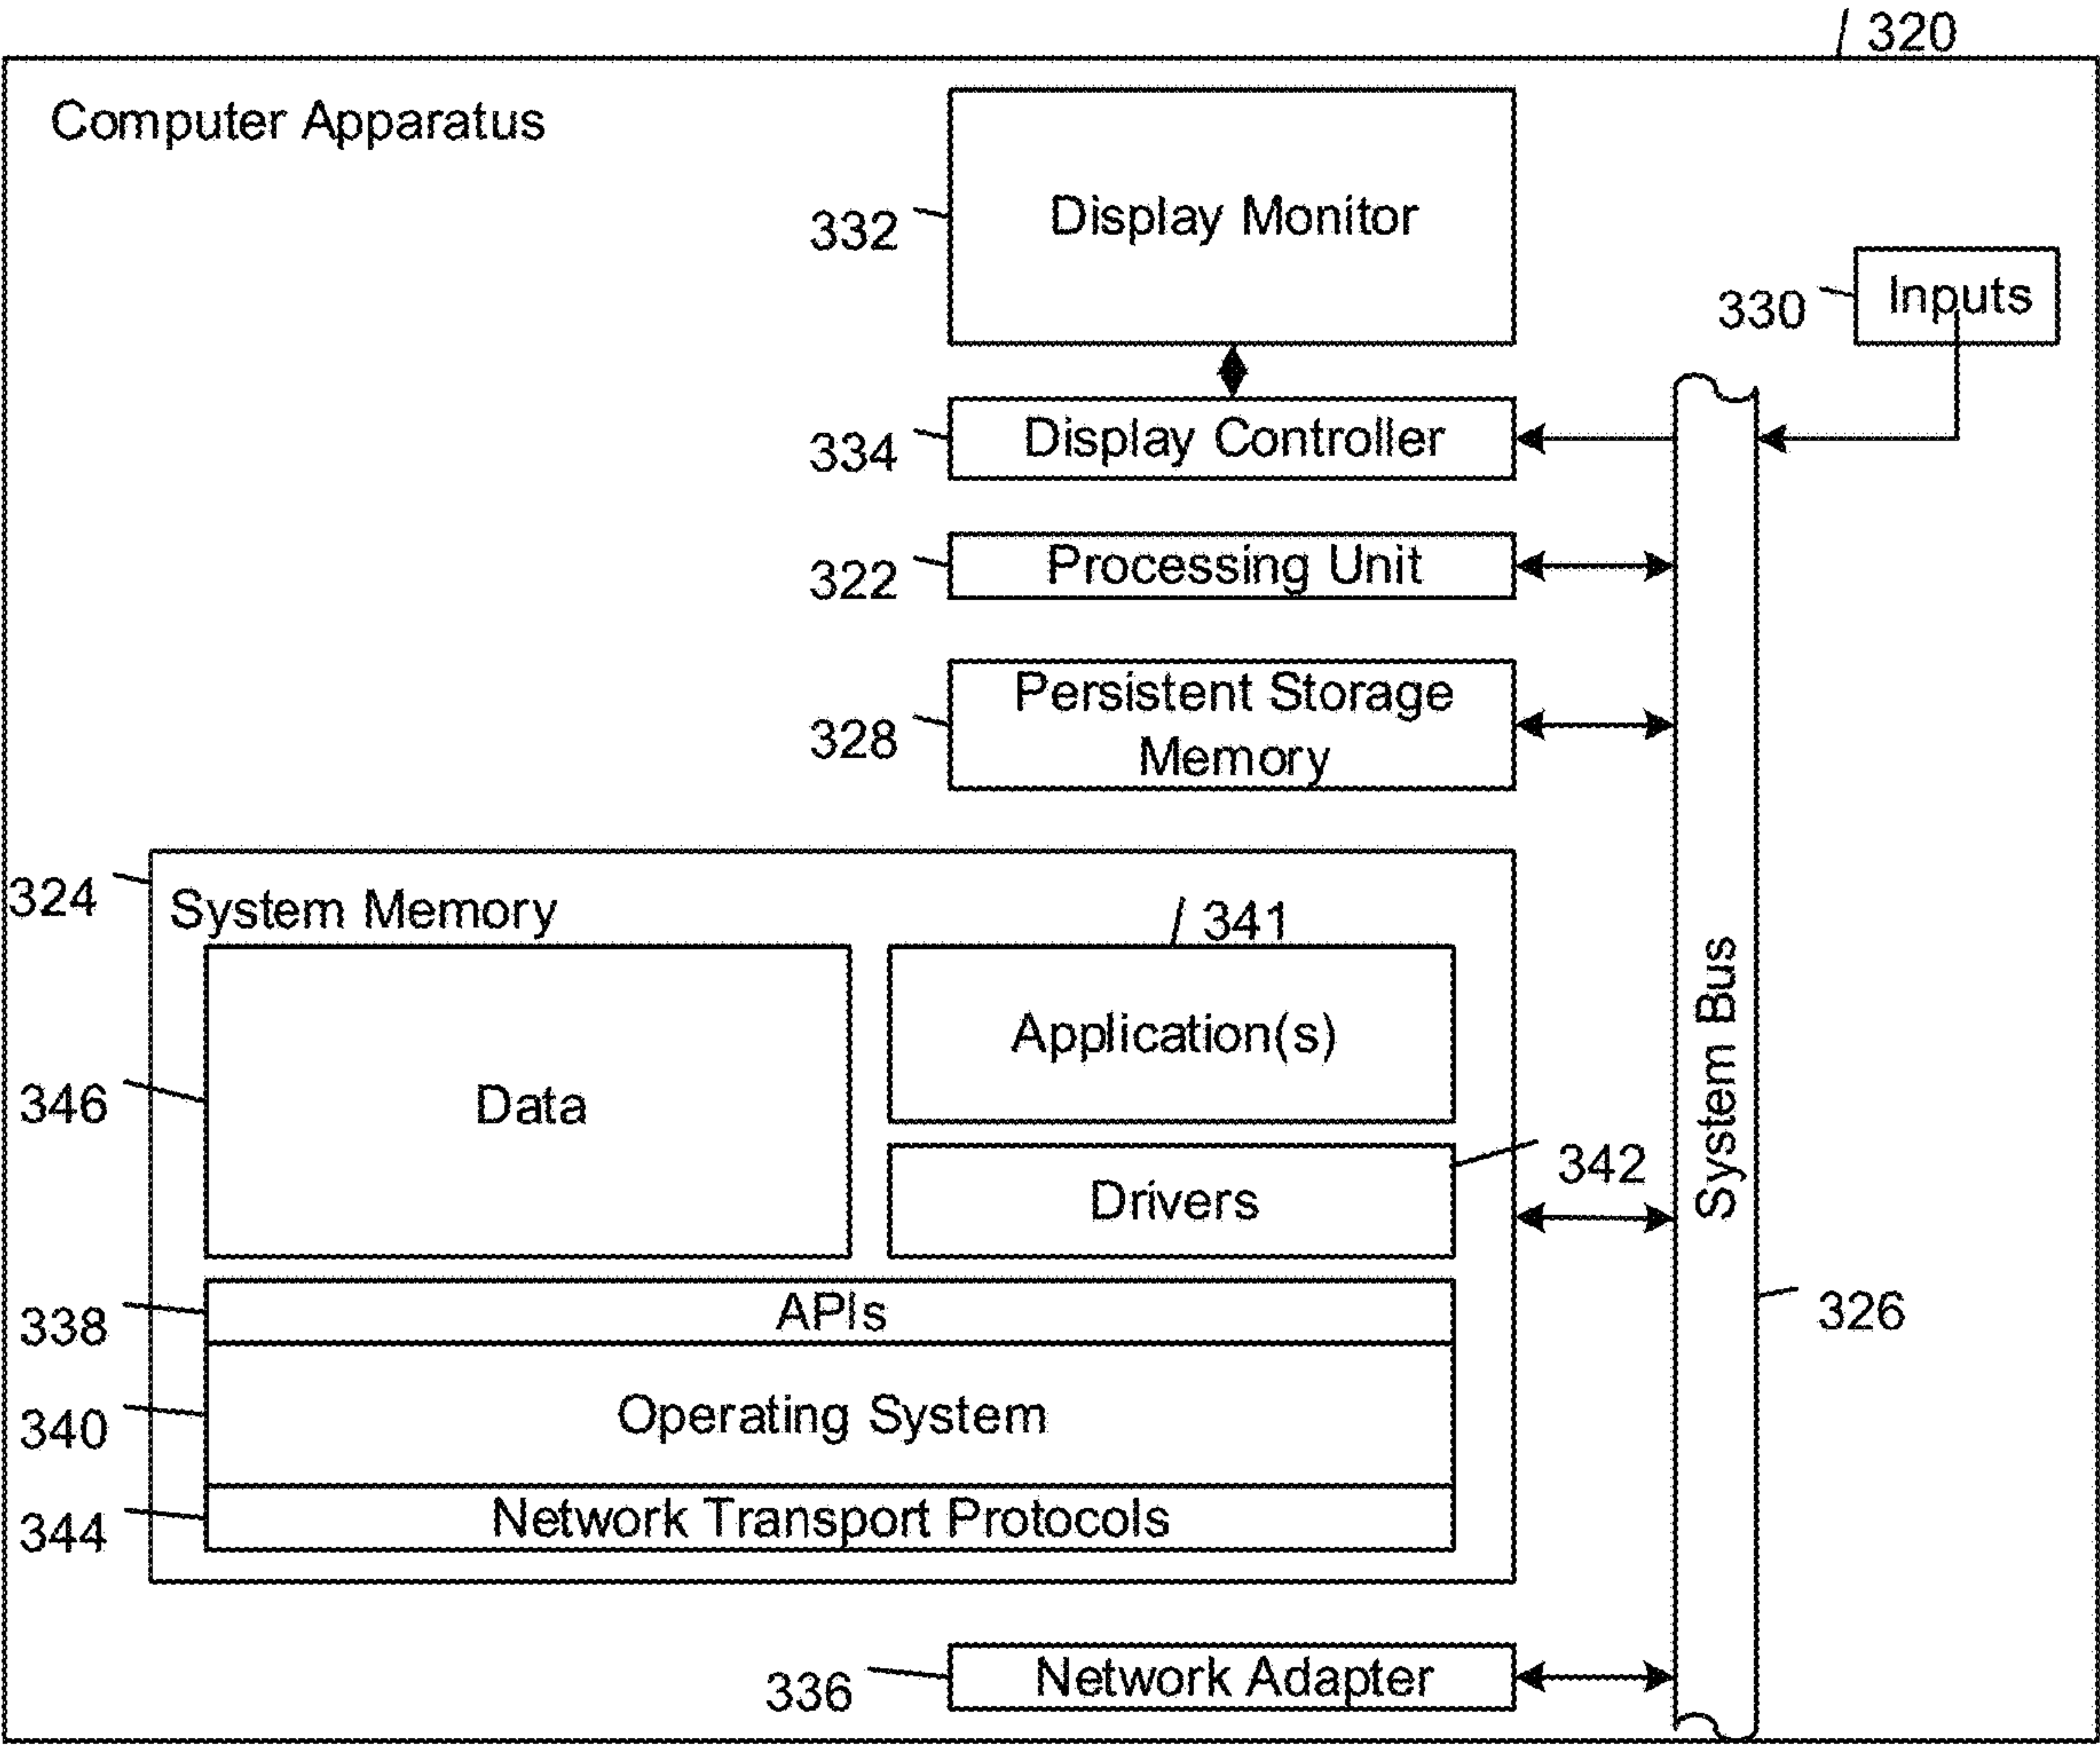 320
Computer Apparatus
Display Monitor
332
Inputs
330
Display Controller
334
Processing Unit
322
Persistent Storage
Memory
328
324
System Memory
341
Application(s)
Data
346
Drivers
342
System Bus
326
APIs
338
Operating System
340
Network Transport Protocols
344
Network Adapter
336